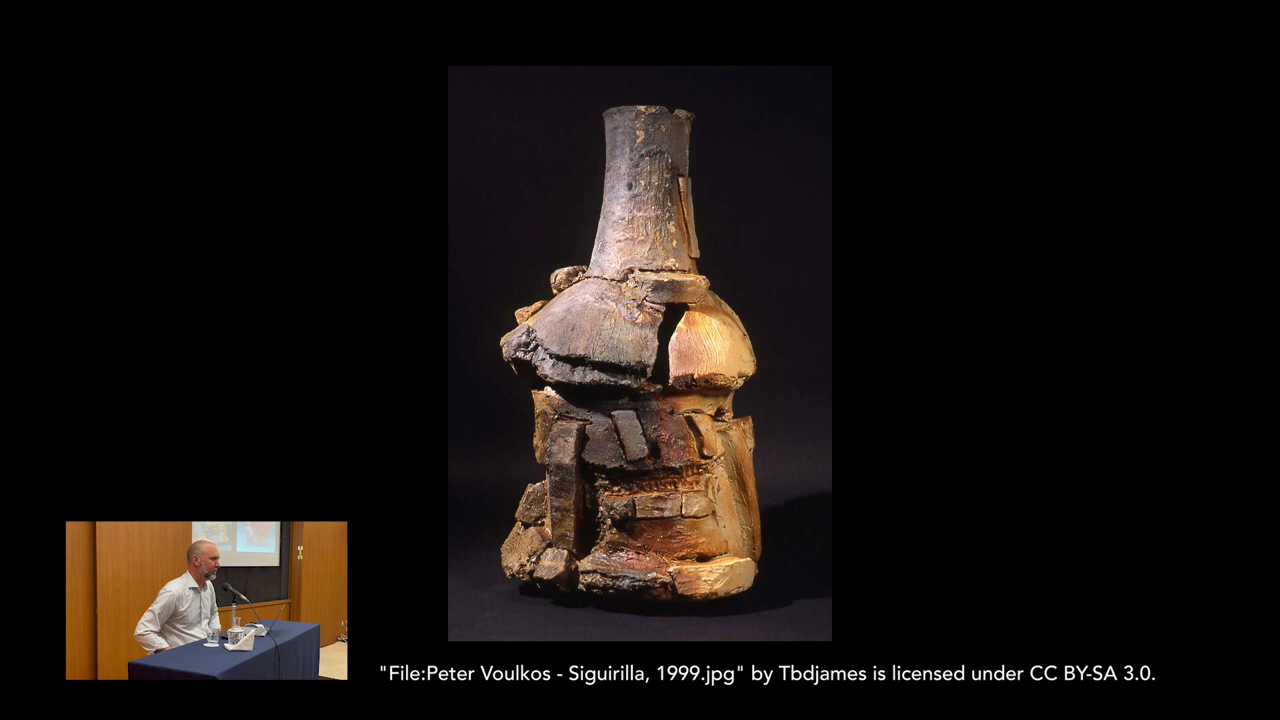 "File:Peter Voulkos - Siguirilla, 1999.jpg" by Tbdjames is licensed under CC BY-SA 3.0.